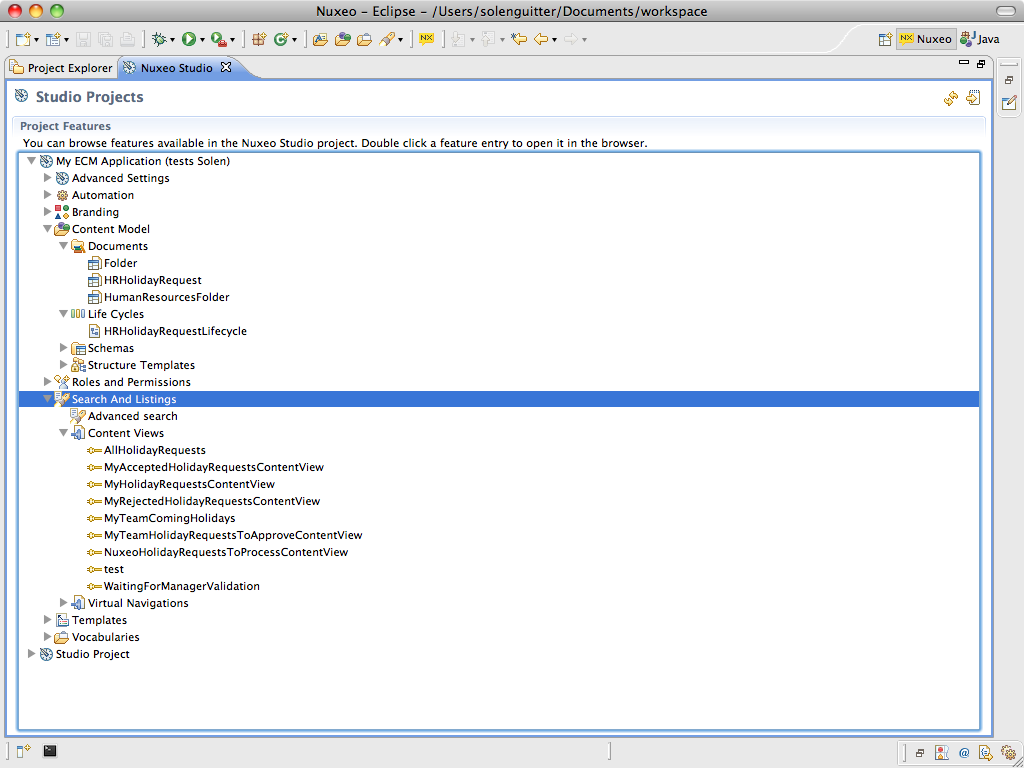 Nuxeo – Eclipse – /Users/solenguitter/Documents/workspace
NX
NX Nuxeo
Java
Project Explorer
Nuxeo Studio
Studio Projects
Project Features
You can browse features available in the Nuxeo Studio project. Double click a feature entry to open it in the browser.
My ECM Application (tests Solen)
Advanced Settings
Automation
Branding
Content Model
Documents
Folder
HRHolidayRequest
HumanResourcesFolder
Life Cycles
HRHolidayRequestLifecycle
Schemas
Structure Templates
Roles and Permissions
Search And Listings
Advanced search
Content Views
AllHolidayRequests
MyAcceptedHolidayRequestsContentView
MyHolidayRequestsContentView
MyRejectedHolidayRequestsContentView
MyTeamComingHolidays
MyTeamHolidayRequestsToApproveContentView
NuxeoHolidayRequestsToProcessContentView
test
WaitingForManagerValidation
Virtual Navigations
Templates
Vocabularies
Studio Project
@